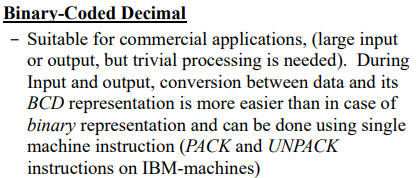 Binary-Coded Decimal
– Suitable for commercial applications, (large input
or output, but trivial processing is needed). During
Input and output, conversion between data and its
BCD representation is more easier than in case of
binary representation and can be done using single
machine instruction (PACK and UNPACK
instructions on IBM-machines)